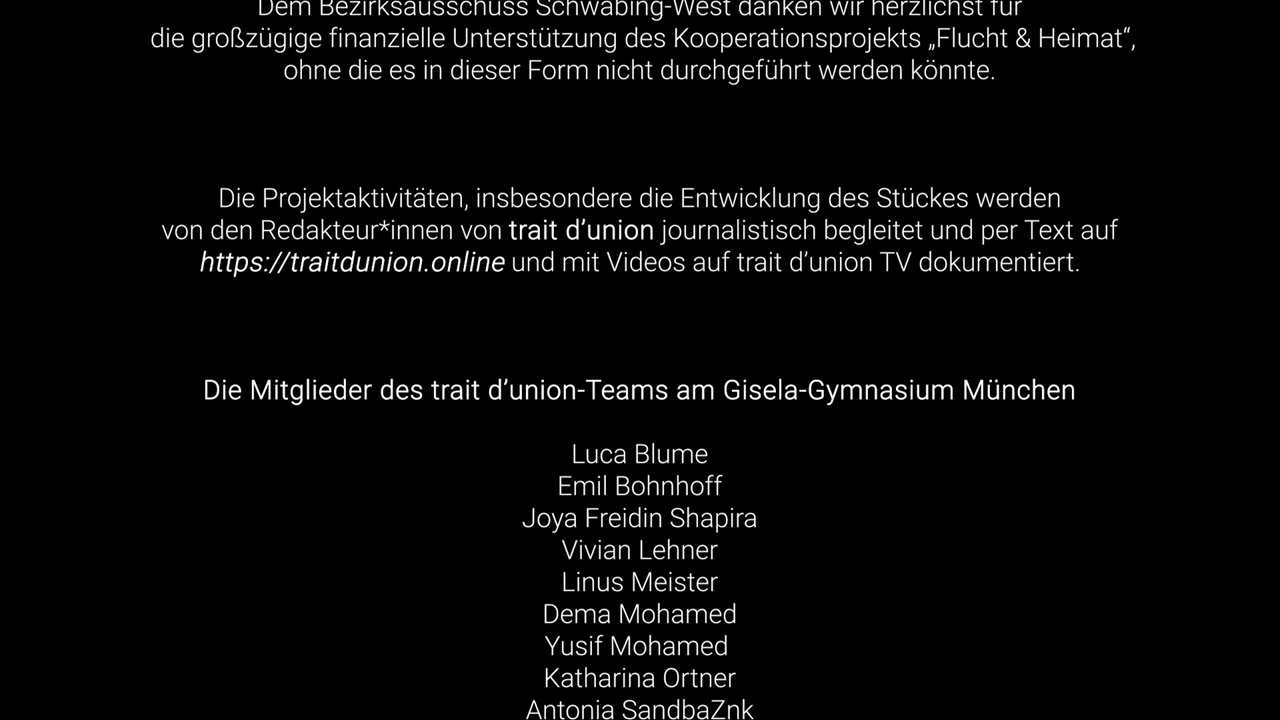 Dem Bezirksausschuss Schwabing-West danken wir herzlichst für
die großzügige finanzielle Unterstützung des Kooperationsprojekts „Flucht & Heimat“,
ohne die es in dieser Form nicht durchgeführt werden könnte.
Die Projektaktivitäten, insbesondere die Entwicklung des Stückes werden
von den Redakteur*innen von trait d’union journalistisch begleitet und per Text auf
https://traitdunion.online und mit Videos auf trait d’union TV dokumentiert.
Die Mitglieder des trait d’union-Teams am Gisela-Gymnasium München
Luca Blume
Emil Bohnhoff
Joya Freidin Shapira
Vivian Lehner
Linus Meister
Dema Mohamed
Yusif Mohamed
Katharina Ortner
Antonia SandbaZnk